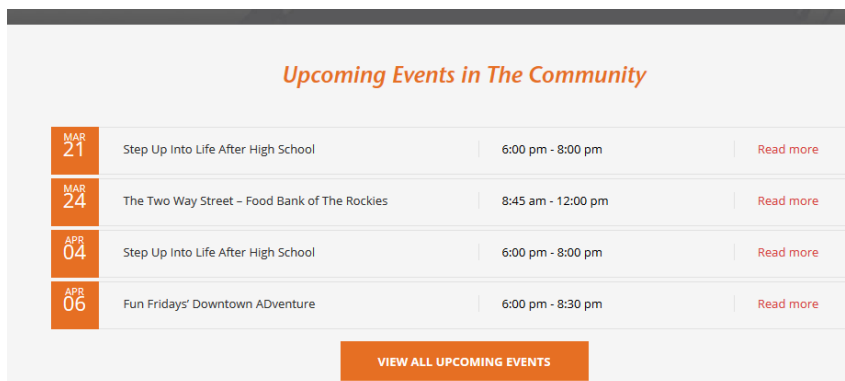 Upcoming Events in The Community
MAR
21
Step Up Into Life After High School
6:00 pm - 8:00 pm
Read more
MAR
24
The Two Way Street – Food Bank of The Rockies
8:45 am - 12:00 pm
Read more
APR
04
Step Up Into Life After High School
6:00 pm - 8:00 pm
Read more
APR
06
Fun Fridays’ Downtown ADventure
6:00 pm - 8:30 pm
Read more
VIEW ALL UPCOMING EVENTS